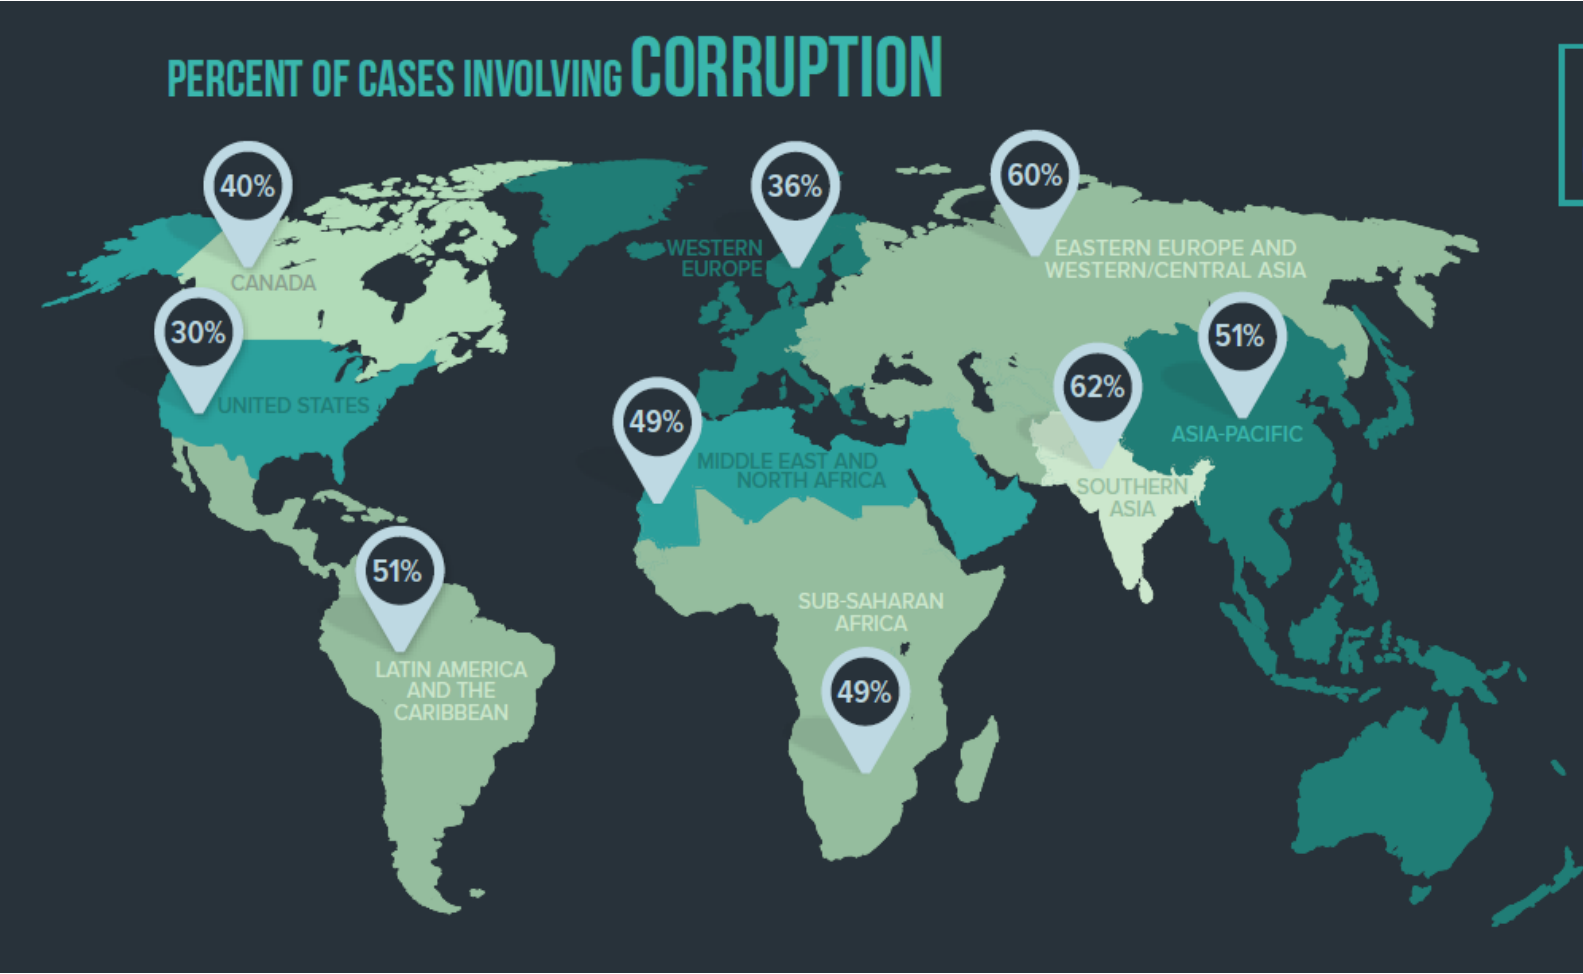 PERCENT OF CASES INVOLVING CORRUPTION
40%
CANADA
30%
UNITED STATES
51%
LATIN AMERICA
AND THE
CARIBBEAN
36%
WESTERN
EUROPE
60%
EASTERN EUROPE AND
WESTERN/CENTRAL ASIA
49%
MIDDLE EAST AND
NORTH AFRICA
62%
SOUTHERN
ASIA
51%
ASIA-PACIFIC
SUB-SAHARAN
AFRICA
49%